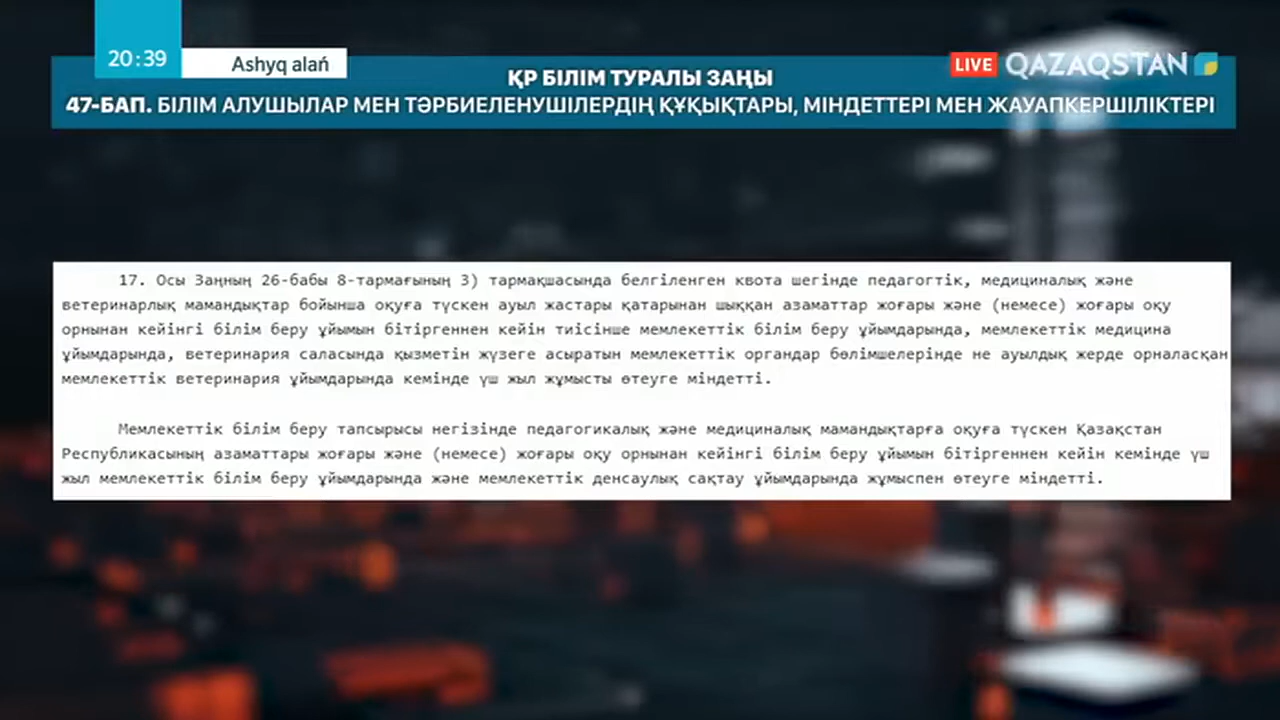 20:39
Ashyq alań
LIVE QAZAQSTAN
ҚР БІЛІМ ТУРАЛЫ ЗАҢЫ
47-БАП. БІЛІМ АЛУШЫЛАР МЕН ТӘРБИЕЛЕНУШІЛЕРДІҢ ҚҰҚЫҚТАРЫ, МІНДЕТТЕРІ МЕН ЖАУАПКЕРШІЛІКТЕРІ
17. Осы Заңның 26-бабы 8-тармағының 3) тармақшасында белгіленген квота шегінде педагогтік, медициналық және
ветеринарлық мамандықтар бойынша оқуға түскен ауыл жастары қатарынан шыққан азаматтар жоғары және (немесе) жоғары оқу
орнынан кейінгі білім беру ұйымын бітіргеннен кейін тиісінше мемлекеттік білім беру ұйымдарында, мемлекеттік медицина
ұйымдарында, ветеринария саласында қызметін жүзеге асыратын мемлекеттік органдар бөлімшелерінде не ауылдық жерде орналасқан
мемлекеттік ветеринария ұйымдарында кемінде үш жыл жұмысты өтеуге міндетті.
Мемлекеттік білім беру тапсырысы негізінде педагогикалық және медициналық мамандықтарға оқуға түскен Қазақстан
Республикасының азаматтары жоғары және (немесе) жоғары оқу орнынан кейінгі білім беру ұйымын бітіргеннен кейін кемінде үш
жыл мемлекеттік білім беру ұйымдарында және мемлекеттік денсаулық сақтау ұйымдарында жұмыспен өтеуге міндетті.